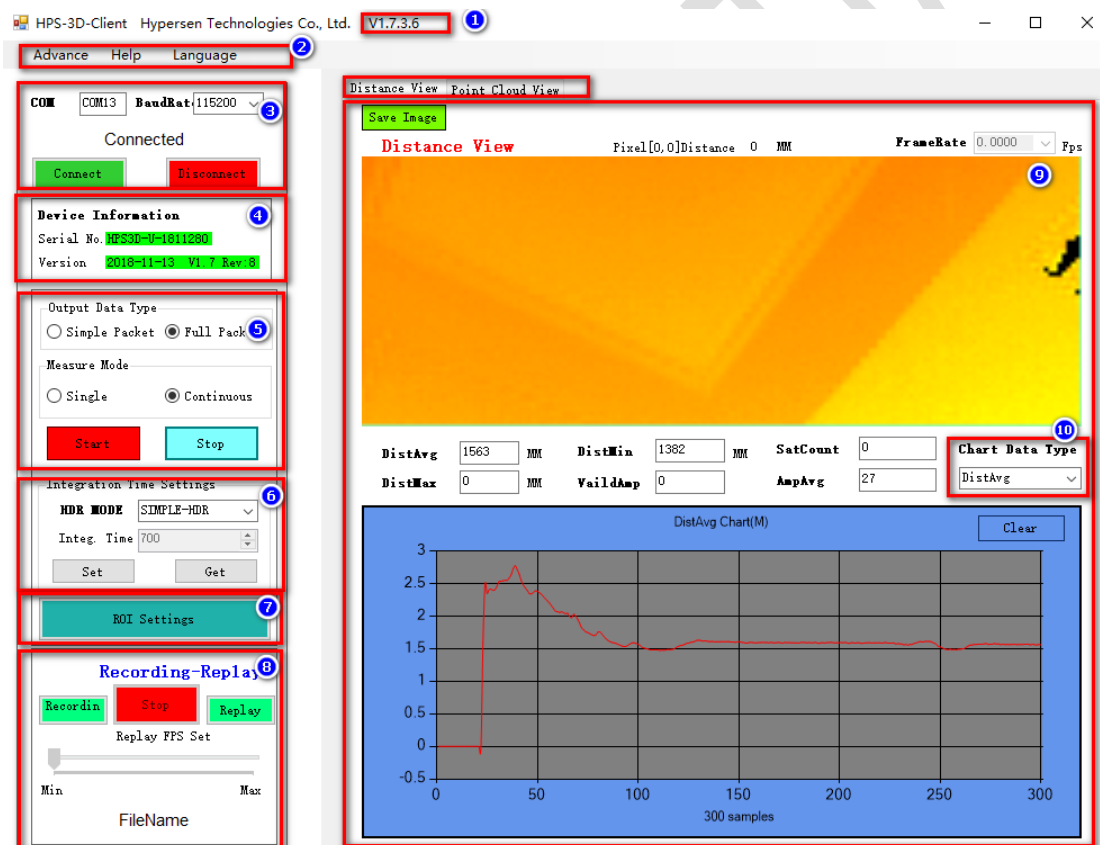 HPS-3D-Client Hypersen Technologies Co., Ltd. V1.7.3.6 1
Advance Help Language 2
COM COM13 BaudRat 115200 3
Connected
Connect Disconnect
Device Information 4
Serial No. HPS3D-U-1811280
Version 2018-11-13 V1.7 Rev:8
Output Data Type
Simple Packet Full Pack 5
Measure Mode
Single Continuous
Start Stop
Integration Time Settings
HDR MODE SIMPLE-HDR 6
Integ. Time 700
Set Get
ROI Settings 7
Recording-Replay 8
Recordin Stop Replay
Replay FPS Set
Min Max
FileName
Distance View Point Cloud View
Save Image
Distance View Pixel[0,0]Distance 0 MM FrameRate 0.0000 Fps
9
10
DistAvg 1563 MM DistMin 1382 MM SatCount 0 Chart Data Type
DistMax 0 MM VaildAmp 0 AmpAvg 27 DistAvg
DistAvg Chart(M) Clear
3
2.5
2
1.5
1
0.5
0
-0.5
0 50 100 150 200 250 300
300 samples